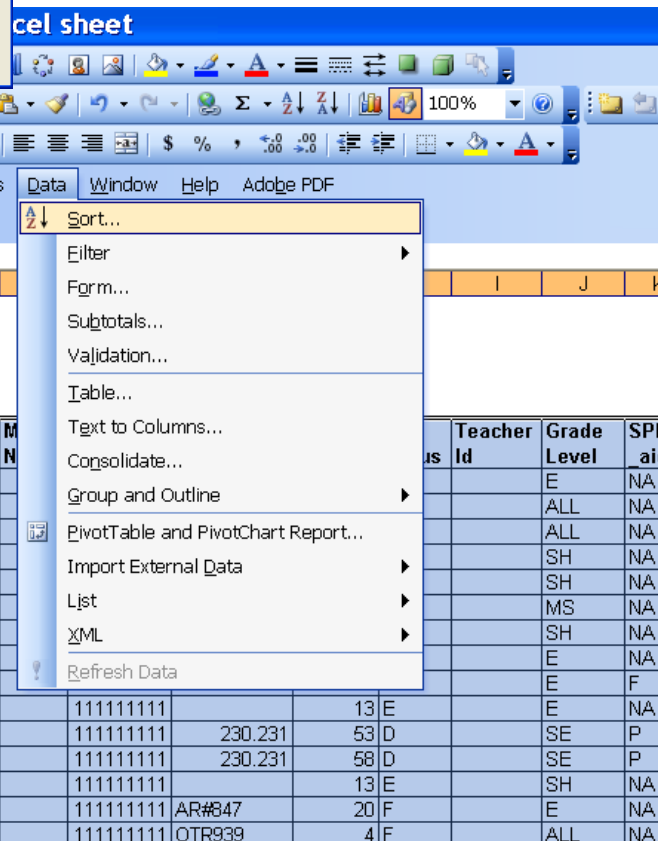 cel sheet
100%
$ % ,
Data Window Help Adobe PDF
Sort...
Filter
Form...
Subtotals...
Validation...
Table...
Text to Columns...
Consolidate...
Group and Outline
PivotTable and PivotChart Report...
Import External Data
List
XML
Refresh Data
I J
M Teacher Grade SP
N us Id Level _ai
E NA
ALL NA
ALL NA
SH NA
SH NA
MS NA
SH NA
E NA
E F
111111111 13 E E NA
111111111 230.231 53 D SE P
111111111 230.231 58 D SE P
111111111 13 E SH NA
111111111 AR#847 20 F E NA
111111111 OTR939 4 F ALL NA